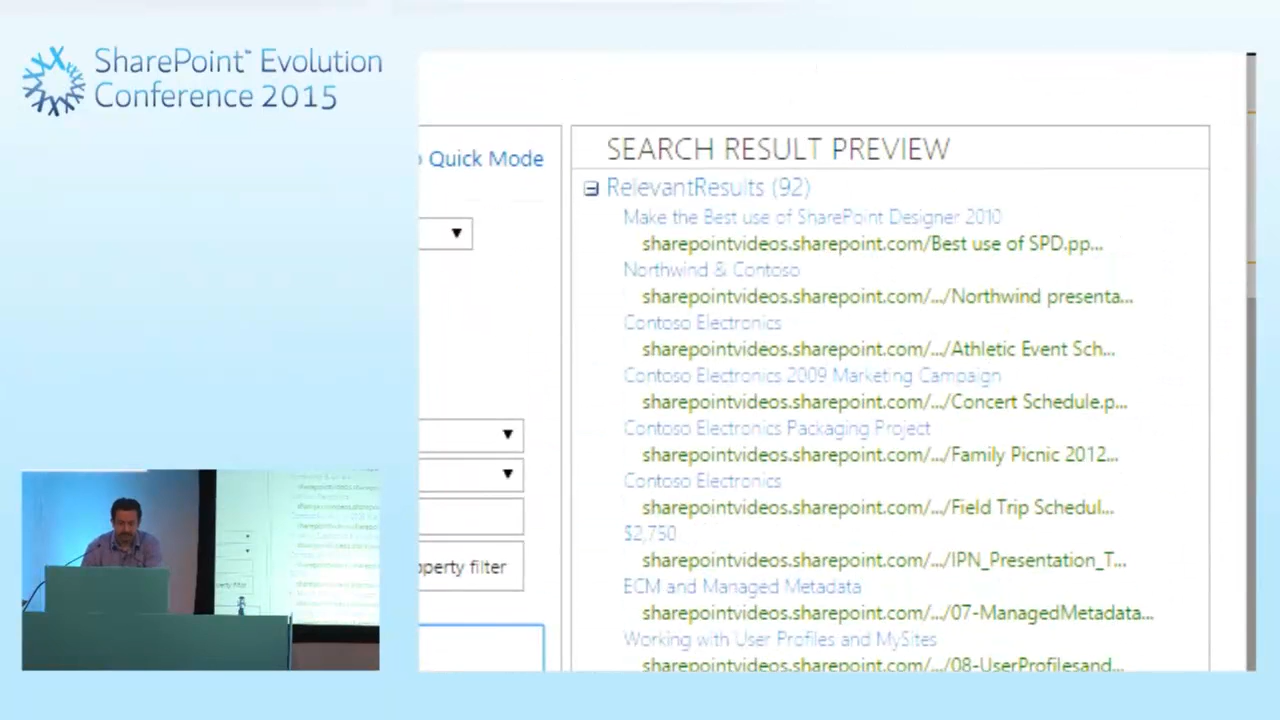 SharePoint™ Evolution
Conference 2015
Quick Mode
SEARCH RESULT PREVIEW
RelevantResults (92)
Make the Best use of SharePoint Designer 2010
sharepointvideos.sharepoint.com/Best use of SPD.pp...
Northwind & Contoso
sharepointvideos.sharepoint.com/.../Northwind presenta...
Contoso Electronics
sharepointvideos.sharepoint.com/.../Athletic Event Sch...
Contoso Electronics 2009 Marketing Campaign
sharepointvideos.sharepoint.com/.../Concert Schedule.p...
Contoso Electronics Packaging Project
sharepointvideos.sharepoint.com/.../Family Picnic 2012...
Contoso Electronics
sharepointvideos.sharepoint.com/.../Field Trip Schedul...
$2,750
sharepointvideos.sharepoint.com/.../IPN_Presentation_T...
operty filter
ECM and Managed Metadata
sharepointvideos.sharepoint.com/.../07-ManagedMetadata...
Working with User Profiles and MySites
sharepointvideos.sharepoint.com/.../08-UserProfilesand...